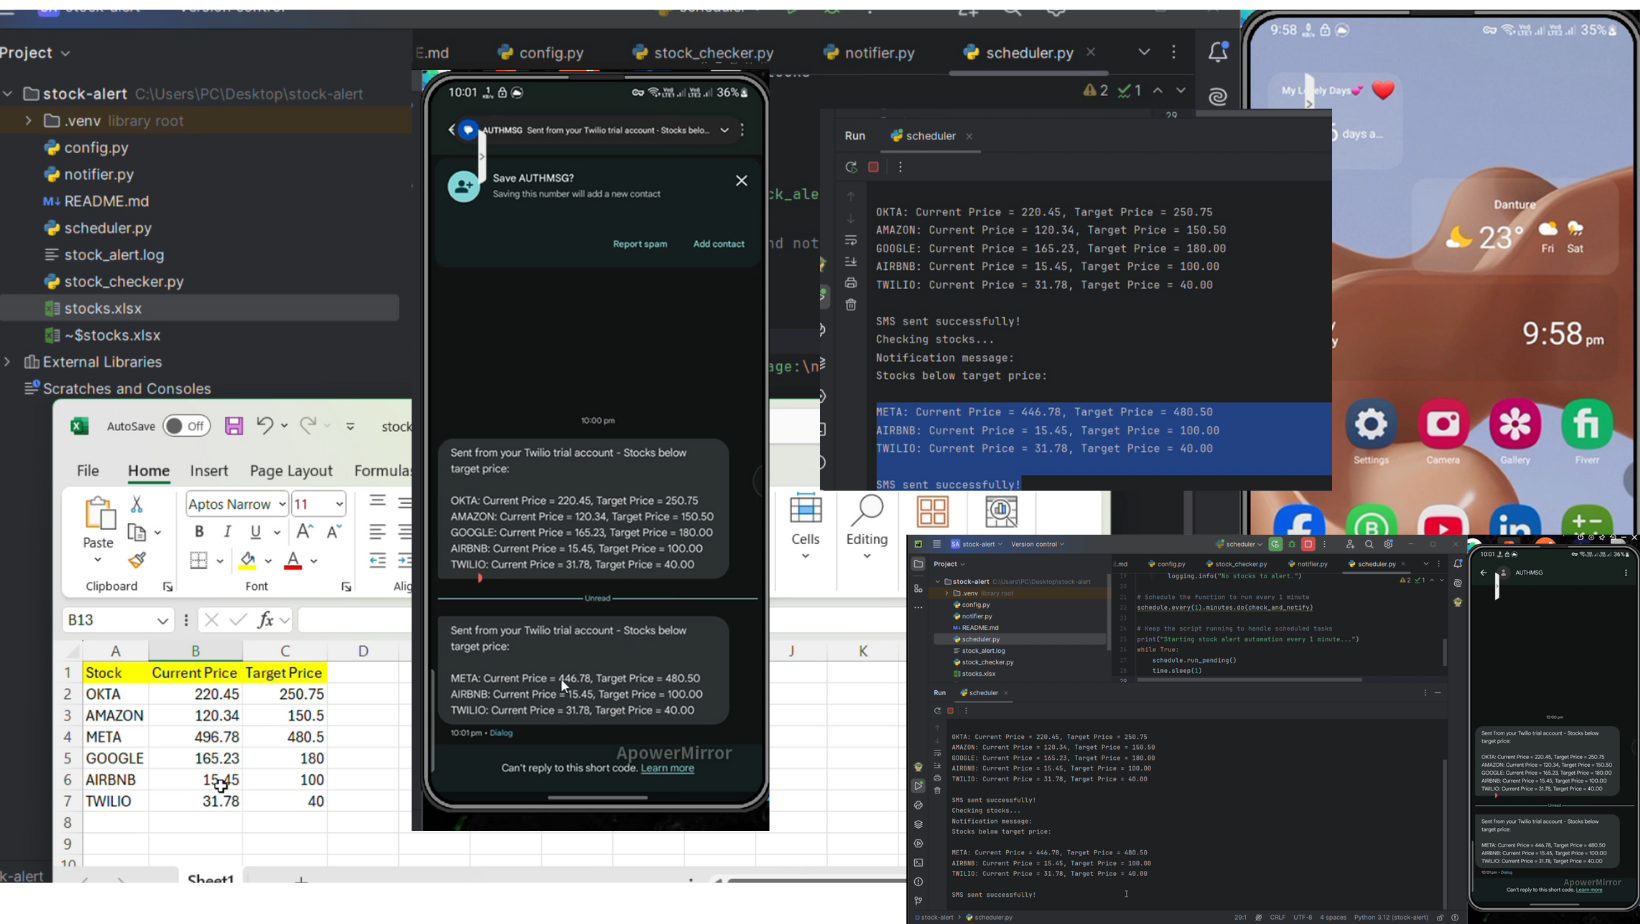 stock-alert
Version control
scheduler
Project
stock-alert C:\Users\PC\Desktop\stock-alert
.venv library root
config.py
notifier.py
README.md
scheduler.py
stock_alert.log
stock_checker.py
stocks.xlsx
~$stocks.xlsx
External Libraries
Scratches and Consoles
E.md
config.py
stock_checker.py
notifier.py
scheduler.py
2 1
29
10:01 36%
AUTHMSG Sent from your Twilio trial account - Stocks belo...
Save AUTHMSG?
Saving this number will add a new contact
Report spam Add contact
10:00 pm
Sent from your Twilio trial account - Stocks below
target price:
OKTA: Current Price = 220.45, Target Price = 250.75
AMAZON: Current Price = 120.34, Target Price = 150.50
GOOGLE: Current Price = 165.23, Target Price = 180.00
AIRBNB: Current Price = 15.45, Target Price = 100.00
TWILIO: Current Price = 31.78, Target Price = 40.00
Unread
Sent from your Twilio trial account - Stocks below
target price:
META: Current Price = 446.78, Target Price = 480.50
AIRBNB: Current Price = 15.45, Target Price = 100.00
TWILIO: Current Price = 31.78, Target Price = 40.00
10:01 pm • Dialog
ApowerMirror
Can't reply to this short code. Learn more
ck_ale
nd not
age:\n
Run scheduler
OKTA: Current Price = 220.45, Target Price = 250.75
AMAZON: Current Price = 120.34, Target Price = 150.50
GOOGLE: Current Price = 165.23, Target Price = 180.00
AIRBNB: Current Price = 15.45, Target Price = 100.00
TWILIO: Current Price = 31.78, Target Price = 40.00
SMS sent successfully!
Checking stocks...
Notification message:
Stocks below target price:
META: Current Price = 446.78, Target Price = 480.50
AIRBNB: Current Price = 15.45, Target Price = 100.00
TWILIO: Current Price = 31.78, Target Price = 40.00
SMS sent successfully!
9:58 35%
days a...
Danture
23°
Fri Sat
9:58 pm
Settings Camera Gallery Fiverr
AutoSave Off stock
File Home Insert Page Layout Formula
Aptos Narrow 11
Paste
B I U
Clipboard Font Alig
Cells Editing
B13 fx
A B C D J K
1 Stock Current Price Target Price
2 OKTA 220.45 250.75
3 AMAZON 120.34 150.5
4 META 496.78 480.5
5 GOOGLE 165.23 180
6 AIRBNB 15.45 100
7 TWILIO 31.78 40
8
9
10
Sheet1
k-alert
SA stock-alert Version control scheduler
Project
stock-alert C:\Users\PC\Desktop\stock-alert
.venv library root
config.py
notifier.py
README.md
scheduler.py
stock_alert.log
stock_checker.py
stocks.xlsx
.md config.py stock_checker.py notifier.py scheduler.py
logging.info("No stocks to alert.")
# Schedule the function to run every 1 minute
schedule.every(1).minutes.do(check_and_notify)
# Keep the script running to handle scheduled tasks
print("Starting stock alert automation every 1 minute...")
while True:
schedule.run_pending()
time.sleep(1)
Run scheduler
OKTA: Current Price = 220.45, Target Price = 250.75
AMAZON: Current Price = 120.34, Target Price = 150.50
GOOGLE: Current Price = 165.23, Target Price = 180.00
AIRBNB: Current Price = 15.45, Target Price = 100.00
TWILIO: Current Price = 31.78, Target Price = 40.00
SMS sent successfully!
Checking stocks...
Notification message:
Stocks below target price:
META: Current Price = 446.78, Target Price = 480.50
AIRBNB: Current Price = 15.45, Target Price = 100.00
TWILIO: Current Price = 31.78, Target Price = 40.00
SMS sent successfully!
stock-alert > scheduler.py
29:1 CRLF UTF-8 4 spaces Python 3.12 (stock-alert)
10:01 36%
AUTHMSG
10:00 pm
Sent from your Twilio trial account - Stocks below
target price:
OKTA: Current Price = 220.45, Target Price = 250.75
AMAZON: Current Price = 120.34, Target Price = 150.50
GOOGLE: Current Price = 165.23, Target Price = 180.00
AIRBNB: Current Price = 15.45, Target Price = 100.00
TWILIO: Current Price = 31.78, Target Price = 40.00
Unread
Sent from your Twilio trial account - Stocks below
target price:
META: Current Price = 446.78, Target Price = 480.50
AIRBNB: Current Price = 15.45, Target Price = 100.00
TWILIO: Current Price = 31.78, Target Price = 40.00
10:01 pm • Dialog
ApowerMirror
Can't reply to this short code. Learn more